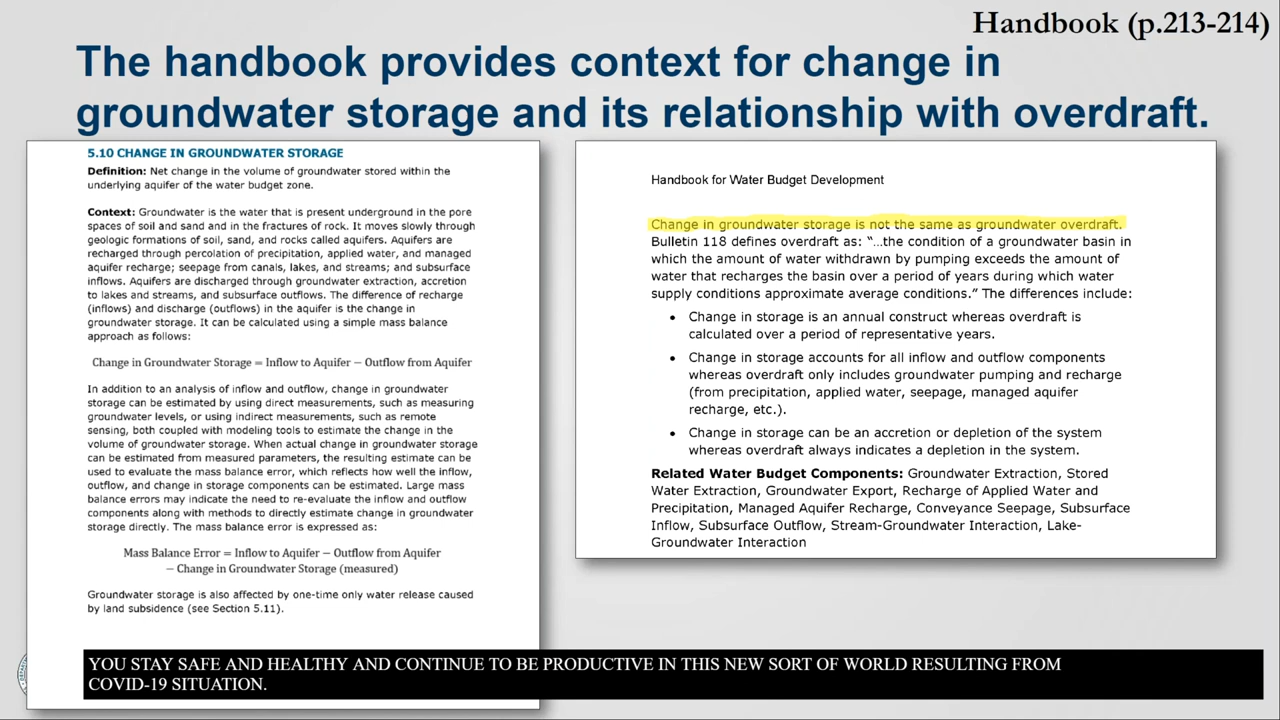 Handbook (p.213-214)
The handbook provides context for change in
groundwater storage and its relationship with overdraft.
5.10 CHANGE IN GROUNDWATER STORAGE
Definition: Net change in the volume of groundwater stored within the
underlying aquifer of the water budget zone.
Context: Groundwater is the water that is present underground in the pore
spaces of soil and sand and in the fractures of rock. It moves slowly through
geologic formations of soil, sand, and rocks called aquifers. Aquifers are
recharged through percolation of precipitation, applied water, and managed
aquifer recharge; seepage from canals, lakes, and streams; and subsurface
inflows. Aquifers are discharged through groundwater extraction, accretion
to lakes and streams, and subsurface outflows. The difference of recharge
(inflows) and discharge (outflows) in the aquifer is the change in
groundwater storage. It can be calculated using a simple mass balance
approach as follows:
Change in Groundwater Storage = Inflow to Aquifer − Outflow from Aquifer
In addition to an analysis of inflow and outflow, change in groundwater
storage can be estimated by using direct measurements, such as measuring
groundwater levels, or using indirect measurements, such as remote
sensing, both coupled with modeling tools to estimate the change in the
volume of groundwater storage. When actual change in groundwater storage
can be estimated from measured parameters, the resulting estimate can be
used to evaluate the mass balance error, which reflects how well the inflow,
outflow, and change in storage components can be estimated. Large mass
balance errors may indicate the need to re-evaluate the inflow and outflow
components along with methods to directly estimate change in groundwater
storage directly. The mass balance error is expressed as:
Mass Balance Error = Inflow to Aquifer − Outflow from Aquifer
− Change in Groundwater Storage (measured)
Groundwater storage is also affected by one-time only water release caused
by land subsidence (see Section 5.11).
Handbook for Water Budget Development
Change in groundwater storage is not the same as groundwater overdraft.
Bulletin 118 defines overdraft as: “…the condition of a groundwater basin in
which the amount of water withdrawn by pumping exceeds the amount of
water that recharges the basin over a period of years during which water
supply conditions approximate average conditions.” The differences include:
• Change in storage is an annual construct whereas overdraft is
calculated over a period of representative years.
• Change in storage accounts for all inflow and outflow components
whereas overdraft only includes groundwater pumping and recharge
(from precipitation, applied water, seepage, managed aquifer
recharge, etc.).
• Change in storage can be an accretion or depletion of the system
whereas overdraft always indicates a depletion in the system.
Related Water Budget Components: Groundwater Extraction, Stored
Water Extraction, Groundwater Export, Recharge of Applied Water and
Precipitation, Managed Aquifer Recharge, Conveyance Seepage, Subsurface
Inflow, Subsurface Outflow, Stream-Groundwater Interaction, Lake-
Groundwater Interaction
YOU STAY SAFE AND HEALTHY AND CONTINUE TO BE PRODUCTIVE IN THIS NEW SORT OF WORLD RESULTING FROM
COVID-19 SITUATION.